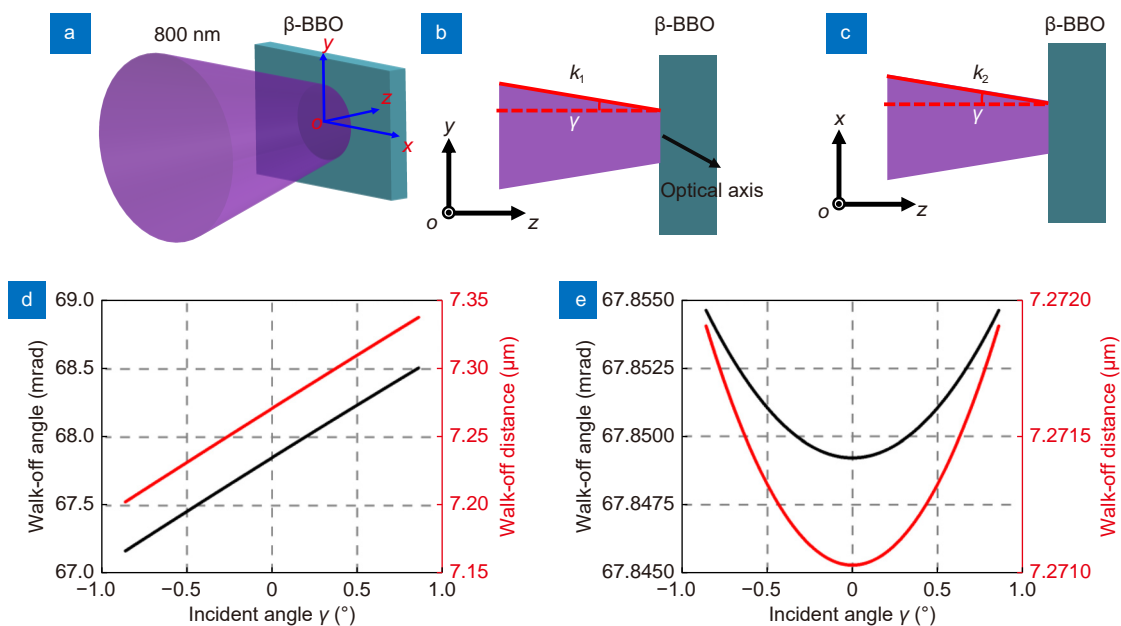 a
800 nm
β-BBO
y
z
o
x
b
β-BBO
k1
γ
y
o
z
Optical axis
c
β-BBO
k2
γ
x
o
z
d
69.0
68.5
68.0
67.5
67.0
Walk-off angle (mrad)
7.35
7.30
7.25
7.20
7.15
Walk-off distance (μm)
−1.0
−0.5
0
0.5
1.0
Incident angle γ (°)
e
67.8550
67.8525
67.8500
67.8475
67.8450
Walk-off angle (mrad)
7.2720
7.2715
7.2710
Walk-off distance (μm)
−1.0
−0.5
0
0.5
1.0
Incident angle γ (°)